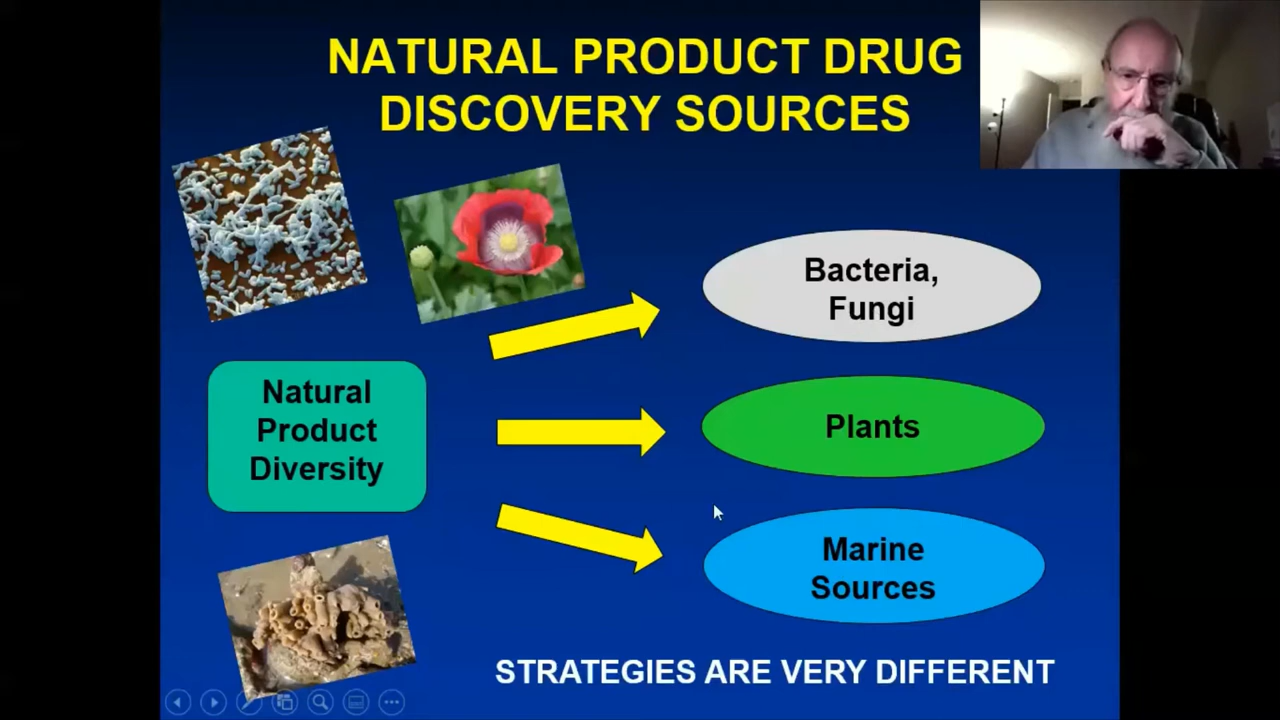 NATURAL PRODUCT DRUG
DISCOVERY SOURCES
Bacteria,
Fungi
Natural
Product
Diversity
Plants
Marine
Sources
STRATEGIES ARE VERY DIFFERENT